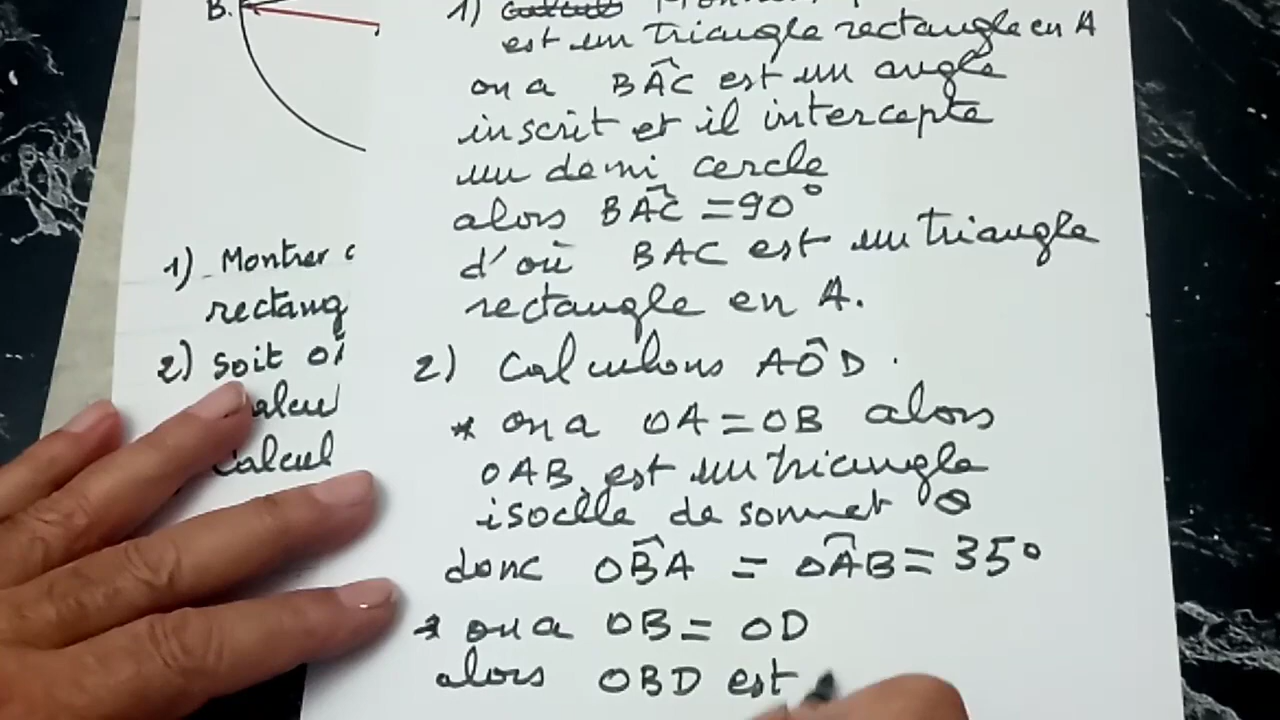 B.
1) Montrer
est un triangle rectangle en A
on a BÂC est un angle
inscrit et il intercepte
un demi cercle
alors BÂC = 90°
d'où BAC est un triangle
rectangle en A.
1) Montrer
rectang
2) soit
alcul
calcul
2) Calculons AÔD.
* on a OA = OB alors
OAB est un triangle
isocèle de sommet O
donc OB̂A = OÂB = 35°
* on a OB = OD
alors OBD est